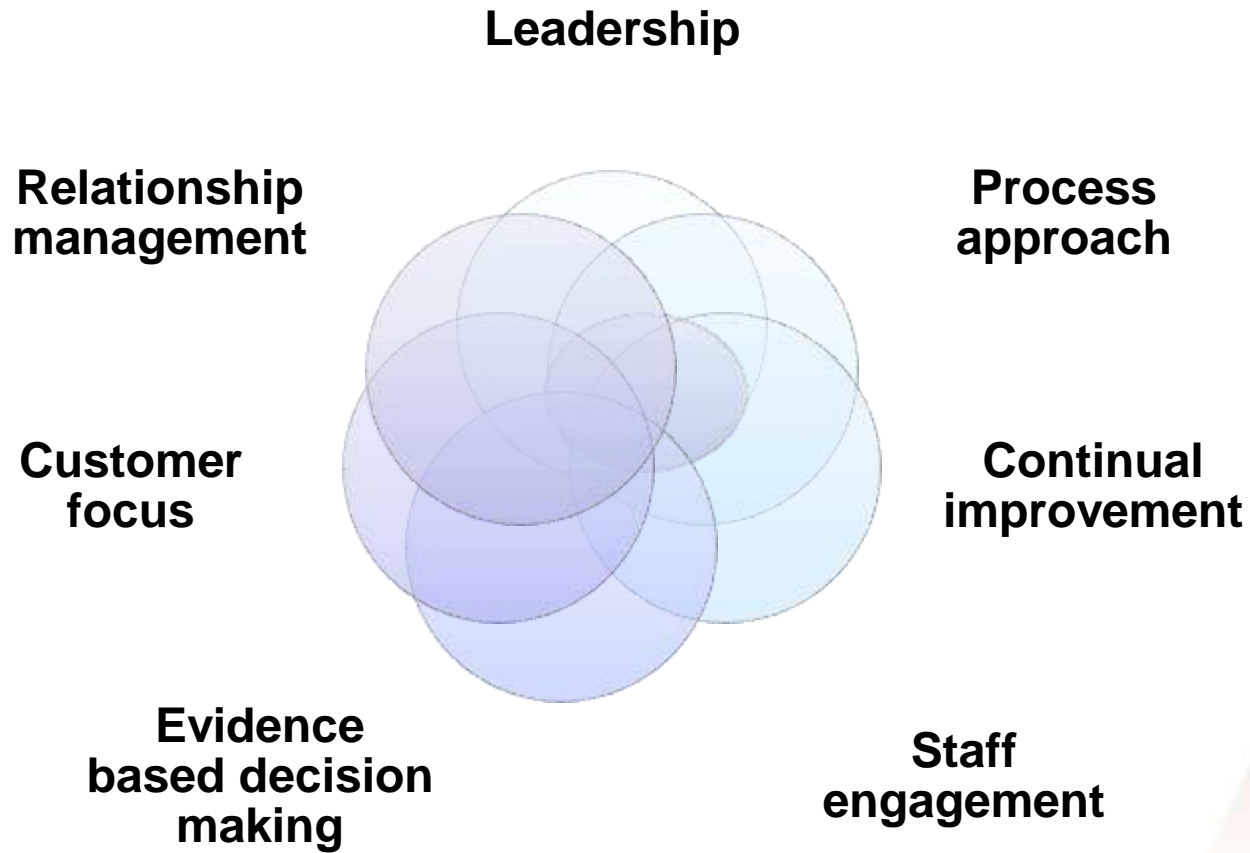 Leadership
Relationship
management
Process
approach
Customer
focus
Continual
improvement
Evidence
based decision
making
Staff
engagement